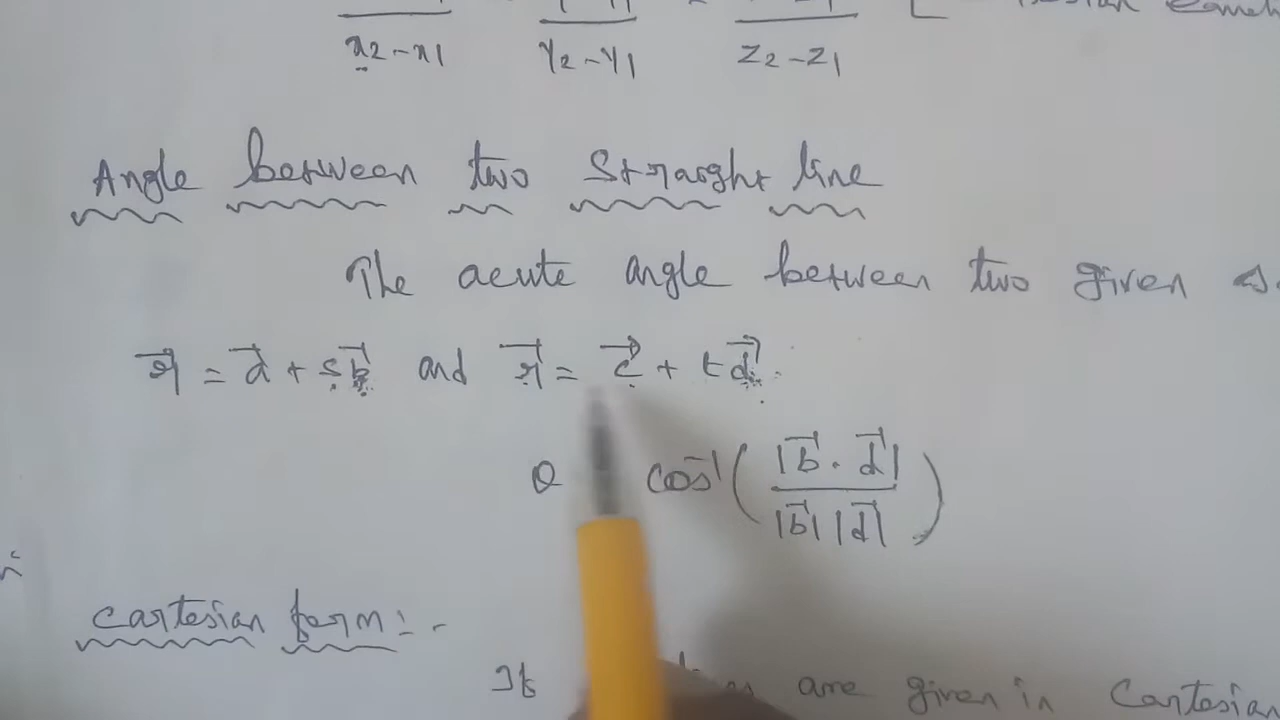 x2-x1 y2-y1 z2-z1
Angle between two Straight line
The acute angle between two given s.
r⃗ = a⃗ + sb⃗ and r⃗ = c⃗ + td⃗.
θ cos⁻¹ ( |b⃗ . d⃗| / |b⃗| |d⃗| )
Cartesian form:-
If are given in Cartesian